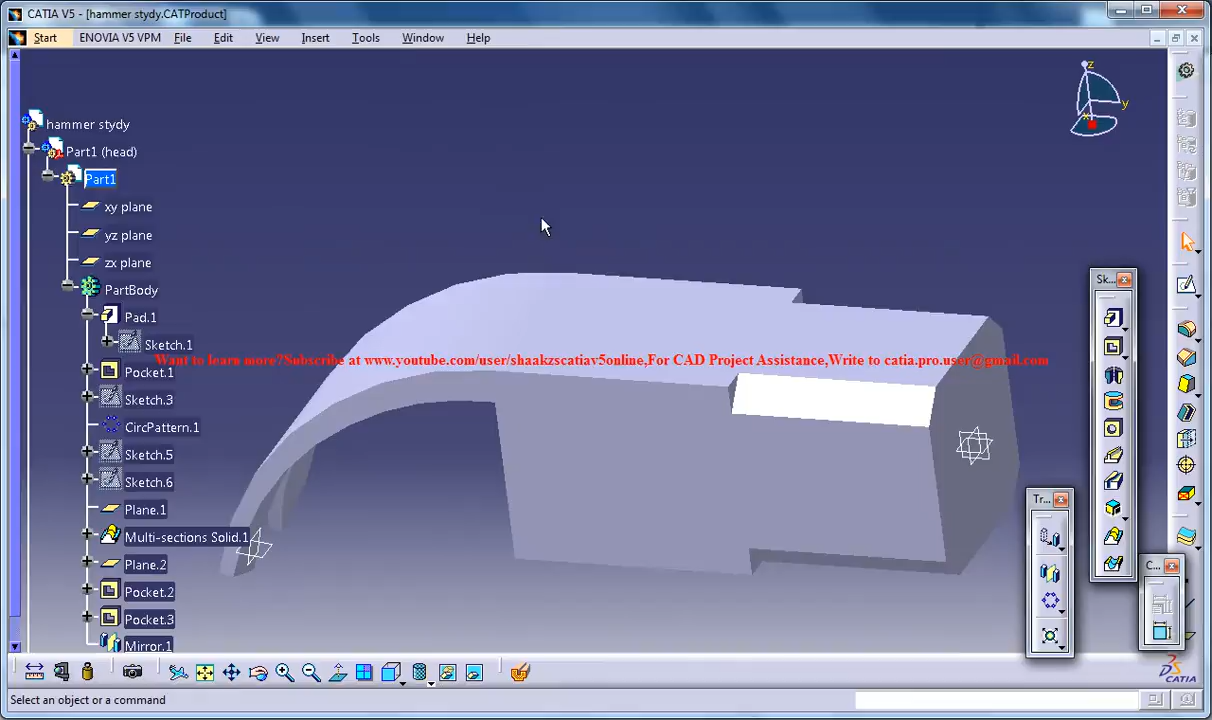 CATIA V5 - [hammer stydy.CATProduct]
Start ENOVIA V5 VPM File Edit View Insert Tools Window Help
hammer stydy
Part1 (head)
Part1
xy plane
yz plane
zx plane
PartBody
Pad.1
Sketch.1
Want to learn more?Subscribe at www.youtube.com/user/shaakzscatiav5online,For CAD Project Assistance,Write to catia.pro.user@gmail.com
Pocket.1
Sketch.3
CircPattern.1
Sketch.5
Sketch.6
Plane.1
Multi-sections Solid.1
Plane.2
Pocket.2
Pocket.3
Mirror.1
z
y
x
Sk...
Tr...
C...
CATIA
Select an object or a command